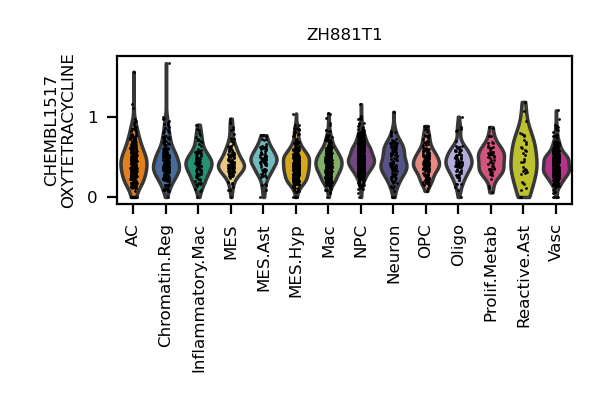 ZH881T1
CHEMBL1517
OXYTETRACYCLINE
1
0
AC
Chromatin.Reg
Inflammatory.Mac
MES
MES.Ast
MES.Hyp
Mac
NPC
Neuron
OPC
Oligo
Prolif.Metab
Reactive.Ast
Vasc